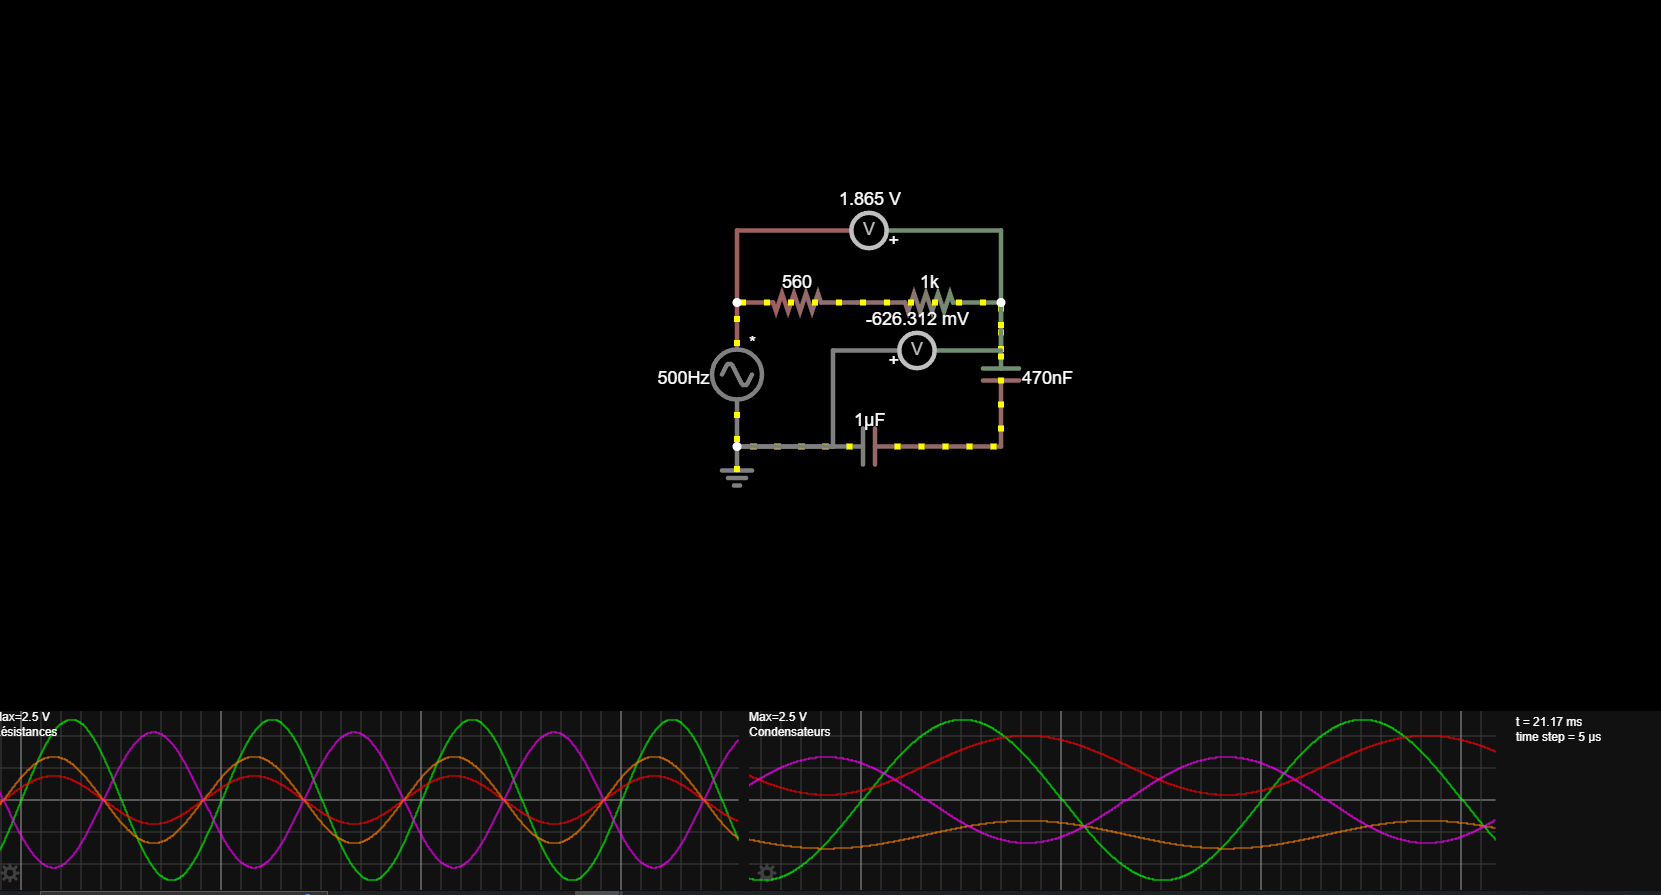 1.865 V
V
+
560
1k
-626.312 mV
*
V
+
500Hz
470nF
1µF
Max=2.5 V
ésistances
Max=2.5 V
Condensateurs
t = 21.17 ms
time step = 5 µs